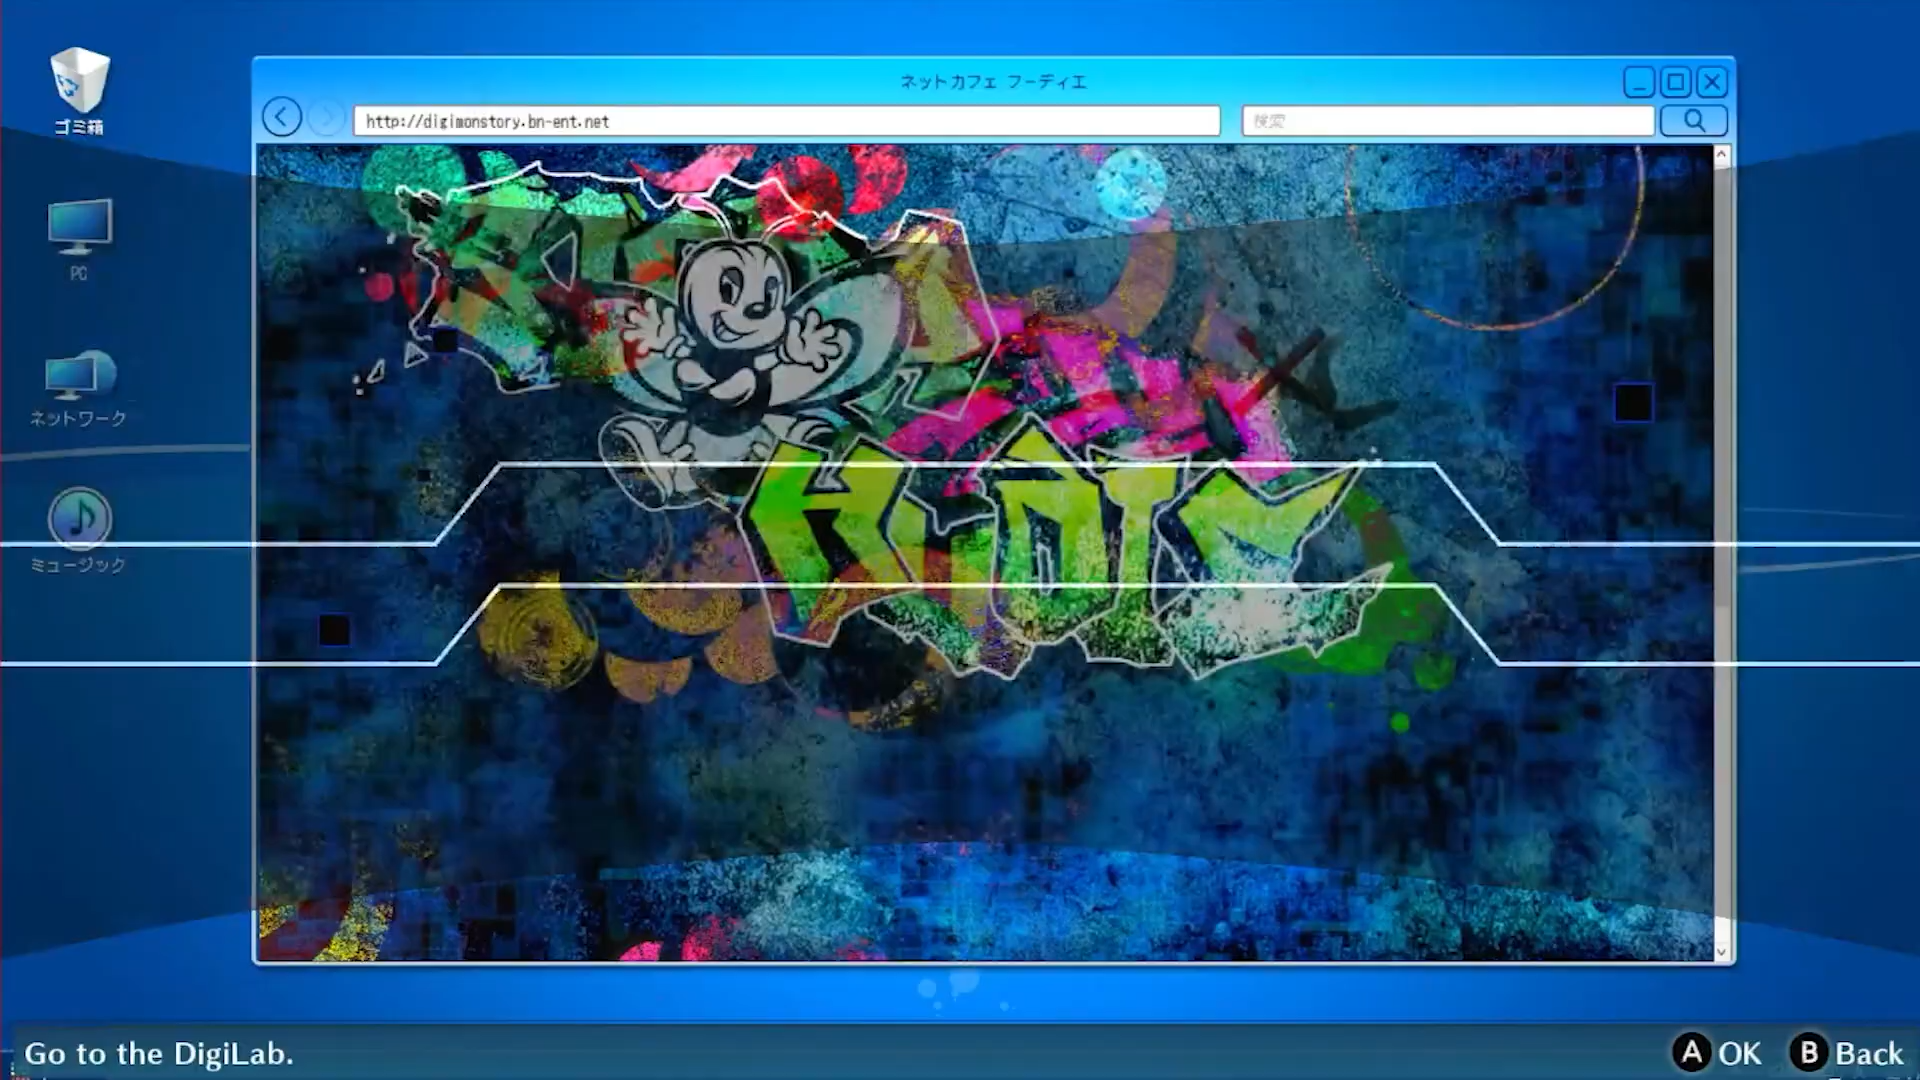 ネットカフェ フーディエ
http://digimonstory.bn-ent.net
検索
ゴミ箱
PC
ネットワーク
ミュージック
Go to the DigiLab.
A OK B Back